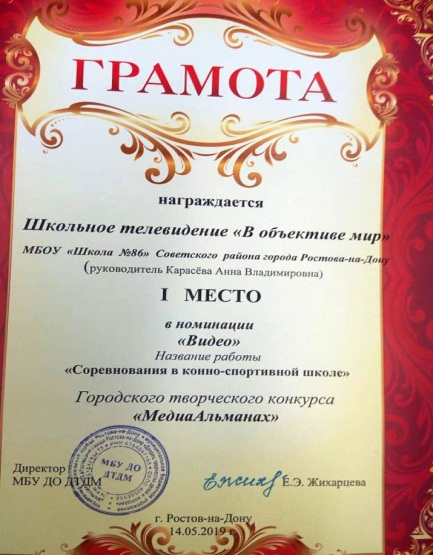 ГРАМОТА
награждается
Школьное телевидение «В объективе мир»
МБОУ «Школа №86» Советского района города Ростова-на-Дону
(руководитель Карасёва Анна Владимировна)
I МЕСТО
в номинации
«Видео»
Название работы
«Соревнования в конно-спортивной школе»
Городского творческого конкурса
«МедиаАльманах»
МБУ ДО
ДТДМ
Директор
МБУ ДО ДТДМ
Е.Э. Жихарцева
г. Ростов-на-Дону
14.05.2019 г.